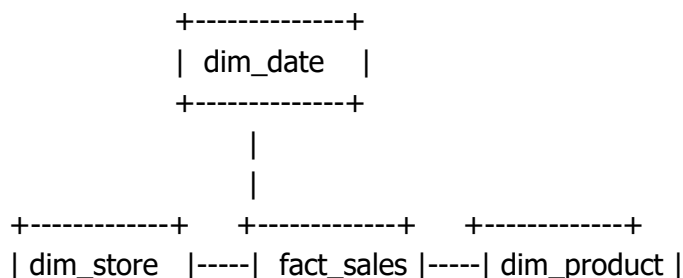 +--------------+
| dim_date |
+--------------+
|
|
+-------------+ +-------------+ +-------------+
| dim_store |-----| fact_sales |-----| dim_product |